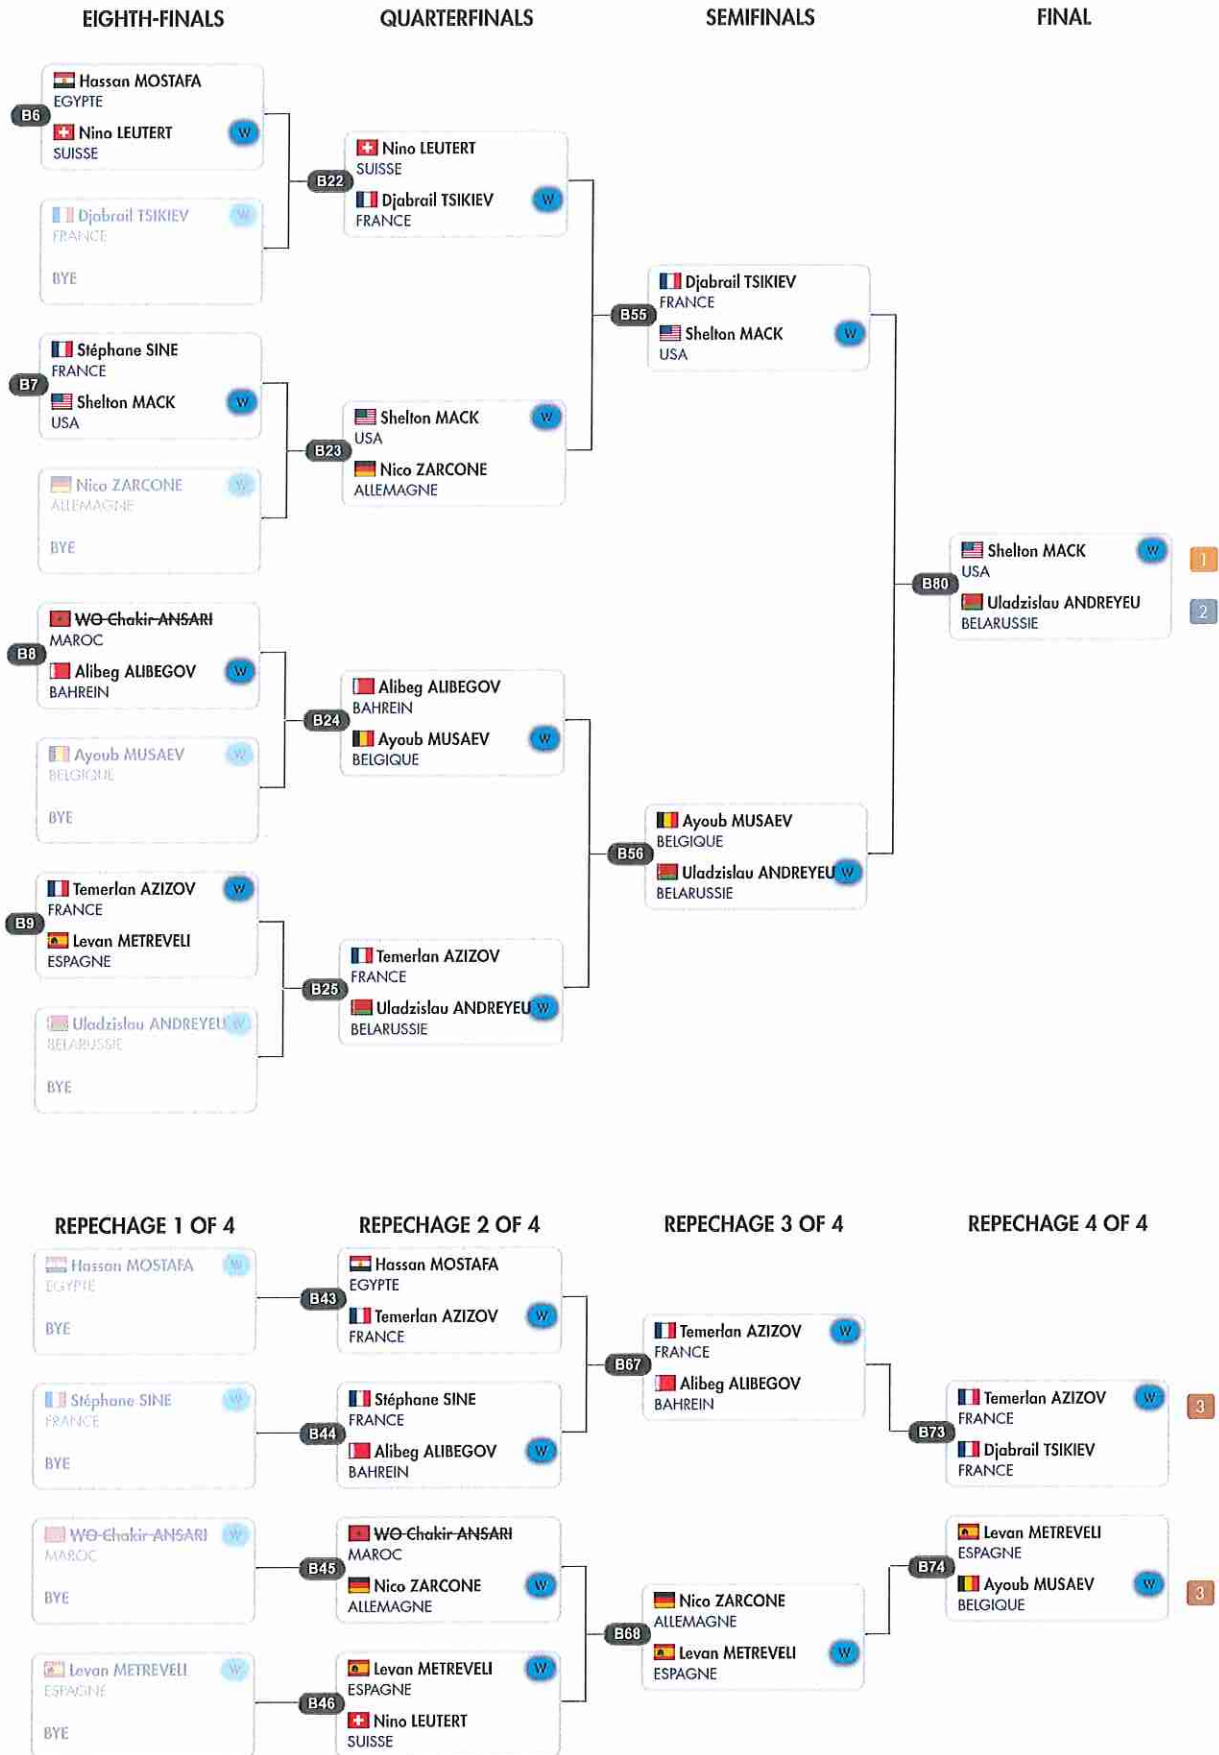 EIGHTH-FINALS QUARTERFINALS SEMIFINALS FINAL
B6
Hassan MOSTAFA
EGYPTE
Nino LEUTERT W
SUISSE
Djabrail TSIKIEV W
FRANCE
BYE
B7
Stéphane SINE
FRANCE
Shelton MACK W
USA
Nico ZARCONE W
ALLEMAGNE
BYE
B8
WO Chakir ANSARI
MAROC
Alibeg ALIBEGOV W
BAHREIN
Ayoub MUSAEV W
BELGIQUE
BYE
B9
Temerlan AZIZOV W
FRANCE
Levan METREVELI
ESPAGNE
Uladzislau ANDREYEU W
BELARUSSIE
BYE
B22
Nino LEUTERT
SUISSE
Djabrail TSIKIEV W
FRANCE
B23
Shelton MACK W
USA
Nico ZARCONE
ALLEMAGNE
B24
Alibeg ALIBEGOV
BAHREIN
Ayoub MUSAEV W
BELGIQUE
B25
Temerlan AZIZOV
FRANCE
Uladzislau ANDREYEU W
BELARUSSIE
B55
Djabrail TSIKIEV
FRANCE
Shelton MACK W
USA
B56
Ayoub MUSAEV
BELGIQUE
Uladzislau ANDREYEU W
BELARUSSIE
B80
Shelton MACK W 1
USA
Uladzislau ANDREYEU 2
BELARUSSIE
REPECHAGE 1 OF 4 REPECHAGE 2 OF 4 REPECHAGE 3 OF 4 REPECHAGE 4 OF 4
Hassan MOSTAFA W
EGYPTE
BYE
Stéphane SINE W
FRANCE
BYE
WO Chakir ANSARI W
MAROC
BYE
Levan METREVELI W
ESPAGNE
BYE
B43
Hassan MOSTAFA
EGYPTE
Temerlan AZIZOV W
FRANCE
B44
Stéphane SINE
FRANCE
Alibeg ALIBEGOV W
BAHREIN
B45
WO Chakir ANSARI
MAROC
Nico ZARCONE W
ALLEMAGNE
B46
Levan METREVELI W
ESPAGNE
Nino LEUTERT
SUISSE
B67
Temerlan AZIZOV W
FRANCE
Alibeg ALIBEGOV
BAHREIN
B68
Nico ZARCONE
ALLEMAGNE
Levan METREVELI W
ESPAGNE
B73
Temerlan AZIZOV W 3
FRANCE
Djabrail TSIKIEV
FRANCE
B74
Levan METREVELI
ESPAGNE
Ayoub MUSAEV W 3
BELGIQUE